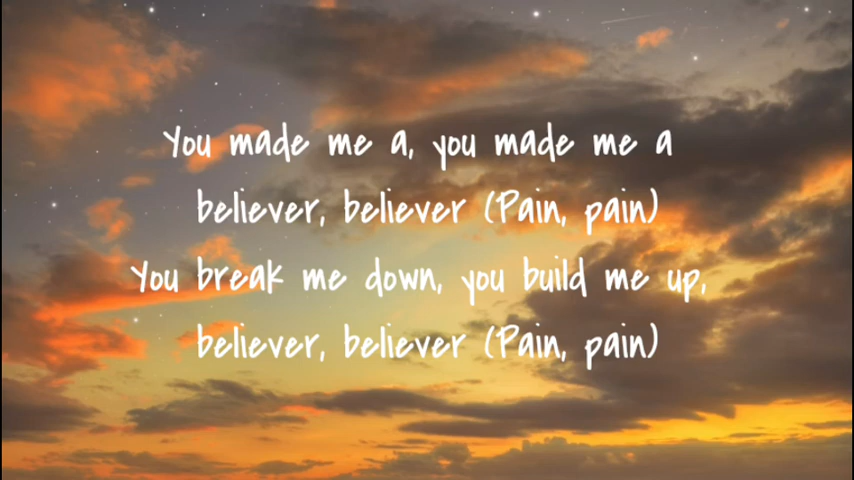 You made me a, you made me a
believer, believer (Pain, pain)
You break me down, you build me up,
believer, believer (Pain, pain)